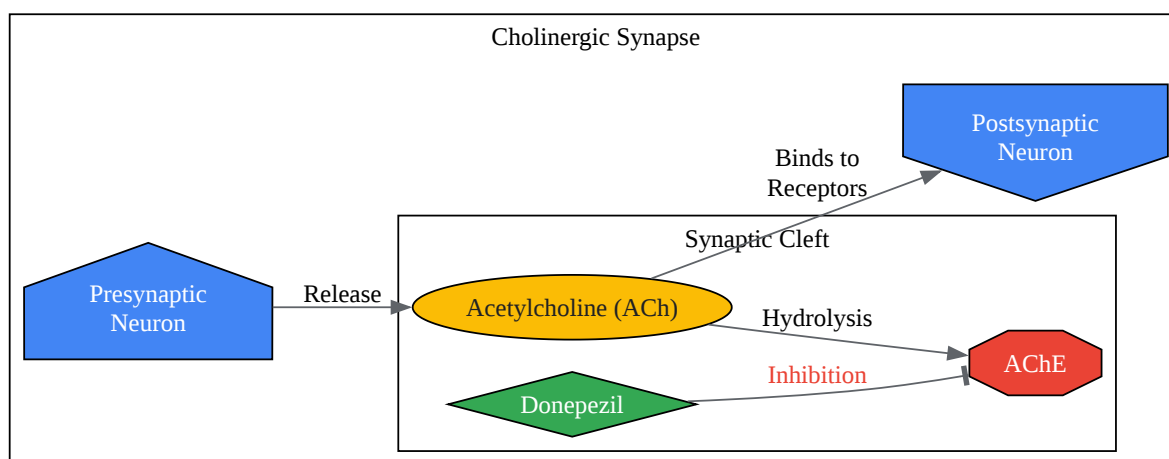 Cholinergic Synapse
Postsynaptic
Neuron
Binds to
Receptors
Synaptic Cleft
Presynaptic
Neuron
Release
Acetylcholine (ACh)
Hydrolysis
AChE
Inhibition
Donepezil